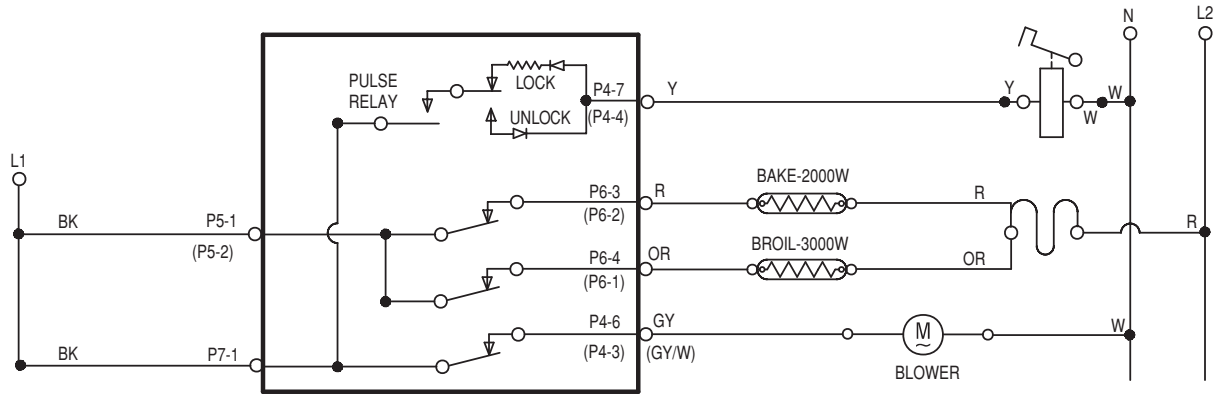 N
L2
PULSE
RELAY
LOCK
UNLOCK
P4-7
(P4-4)
Y
Y
W
W
L1
BK
P5-1
(P5-2)
P6-3
(P6-2)
R
BAKE-2000W
R
R
P6-4
(P6-1)
OR
BROIL-3000W
OR
BK
P7-1
P4-6
(P4-3)
GY
(GY/W)
M
~
BLOWER
W